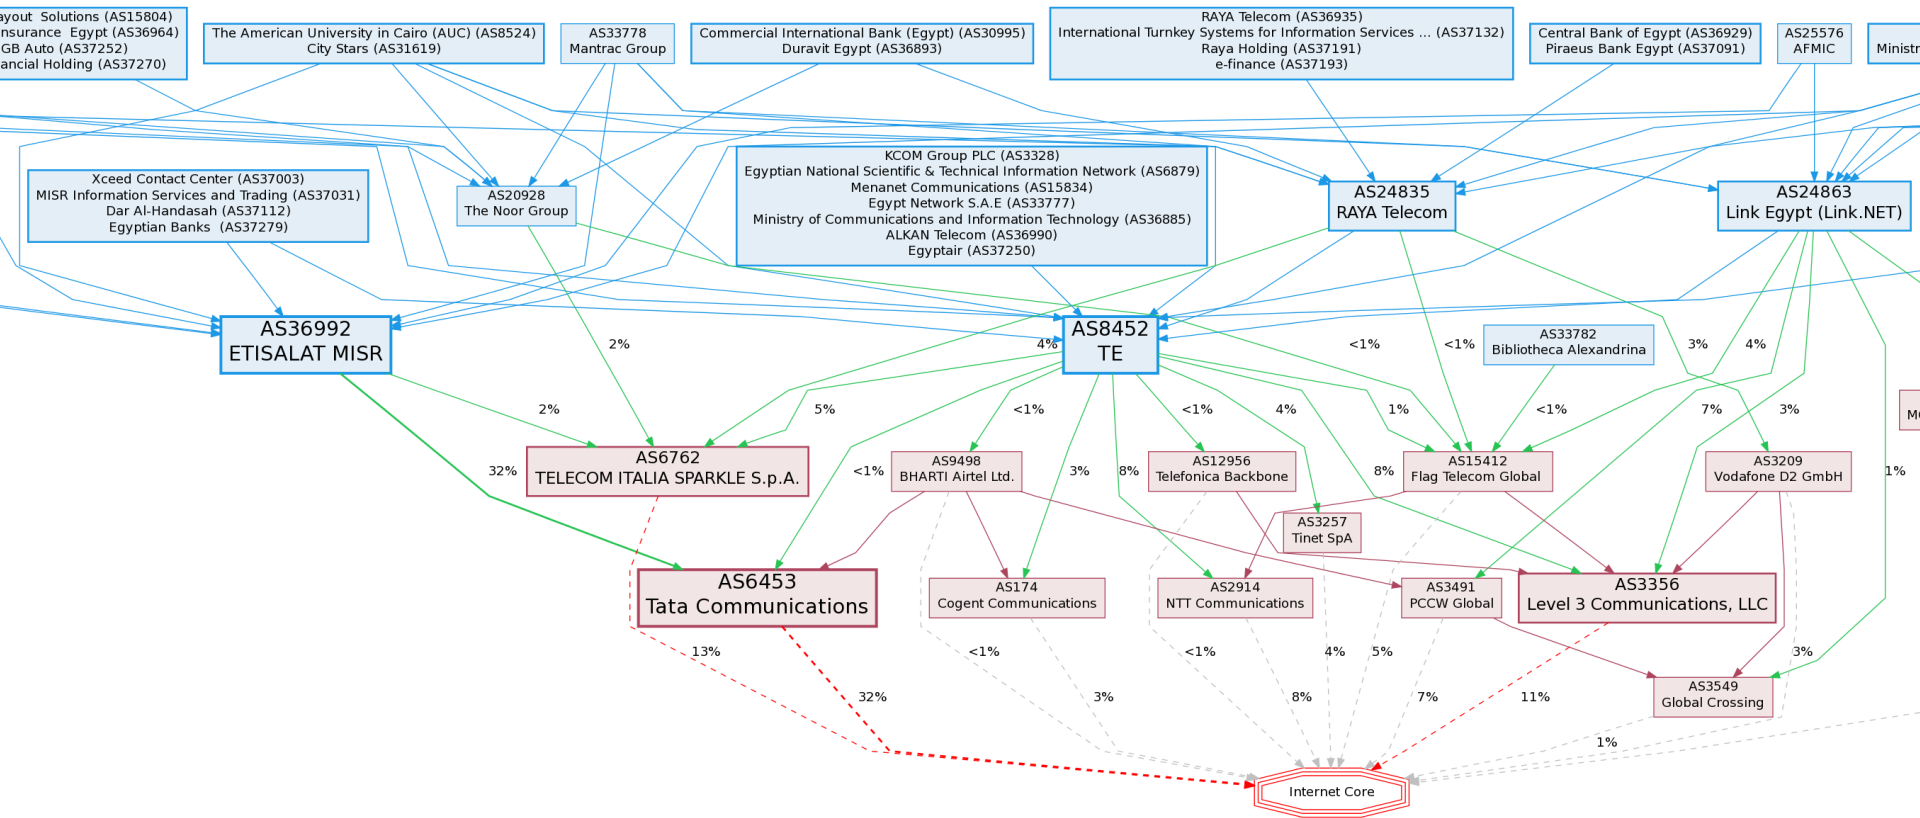 ayout Solutions (AS15804)
nsurance Egypt (AS36964)
GB Auto (AS37252)
ancial Holding (AS37270)
The American University in Cairo (AUC) (AS8524)
City Stars (AS31619)
AS33778
Mantrac Group
Commercial International Bank (Egypt) (AS30995)
Duravit Egypt (AS36893)
RAYA Telecom (AS36935)
International Turnkey Systems for Information Services ... (AS37132)
Raya Holding (AS37191)
e-finance (AS37193)
Central Bank of Egypt (AS36929)
Piraeus Bank Egypt (AS37091)
AS25576
AFMIC
Ministr
Xceed Contact Center (AS37003)
MISR Information Services and Trading (AS37031)
Dar Al-Handasah (AS37112)
Egyptian Banks (AS37279)
AS20928
The Noor Group
KCOM Group PLC (AS3328)
Egyptian National Scientific & Technical Information Network (AS6879)
Menanet Communications (AS15834)
Egypt Network S.A.E (AS33777)
Ministry of Communications and Information Technology (AS36885)
ALKAN Telecom (AS36990)
Egyptair (AS37250)
AS24835
RAYA Telecom
AS24863
Link Egypt (Link.NET)
AS36992
ETISALAT MISR
AS8452
TE
AS33782
Bibliotheca Alexandrina
2%
4%
<1%
<1%
3%
4%
2%
5%
<1%
<1%
4%
1%
<1%
7%
3%
AS6762
TELECOM ITALIA SPARKLE S.p.A.
AS9498
BHARTI Airtel Ltd.
AS12956
Telefonica Backbone
AS15412
Flag Telecom Global
AS3209
Vodafone D2 GmbH
32%
<1%
3%
8%
8%
1%
AS3257
Tinet SpA
AS6453
Tata Communications
AS174
Cogent Communications
AS2914
NTT Communications
AS3491
PCCW Global
AS3356
Level 3 Communications, LLC
13%
<1%
<1%
4%
5%
3%
AS3549
Global Crossing
32%
3%
8%
7%
11%
1%
Internet Core